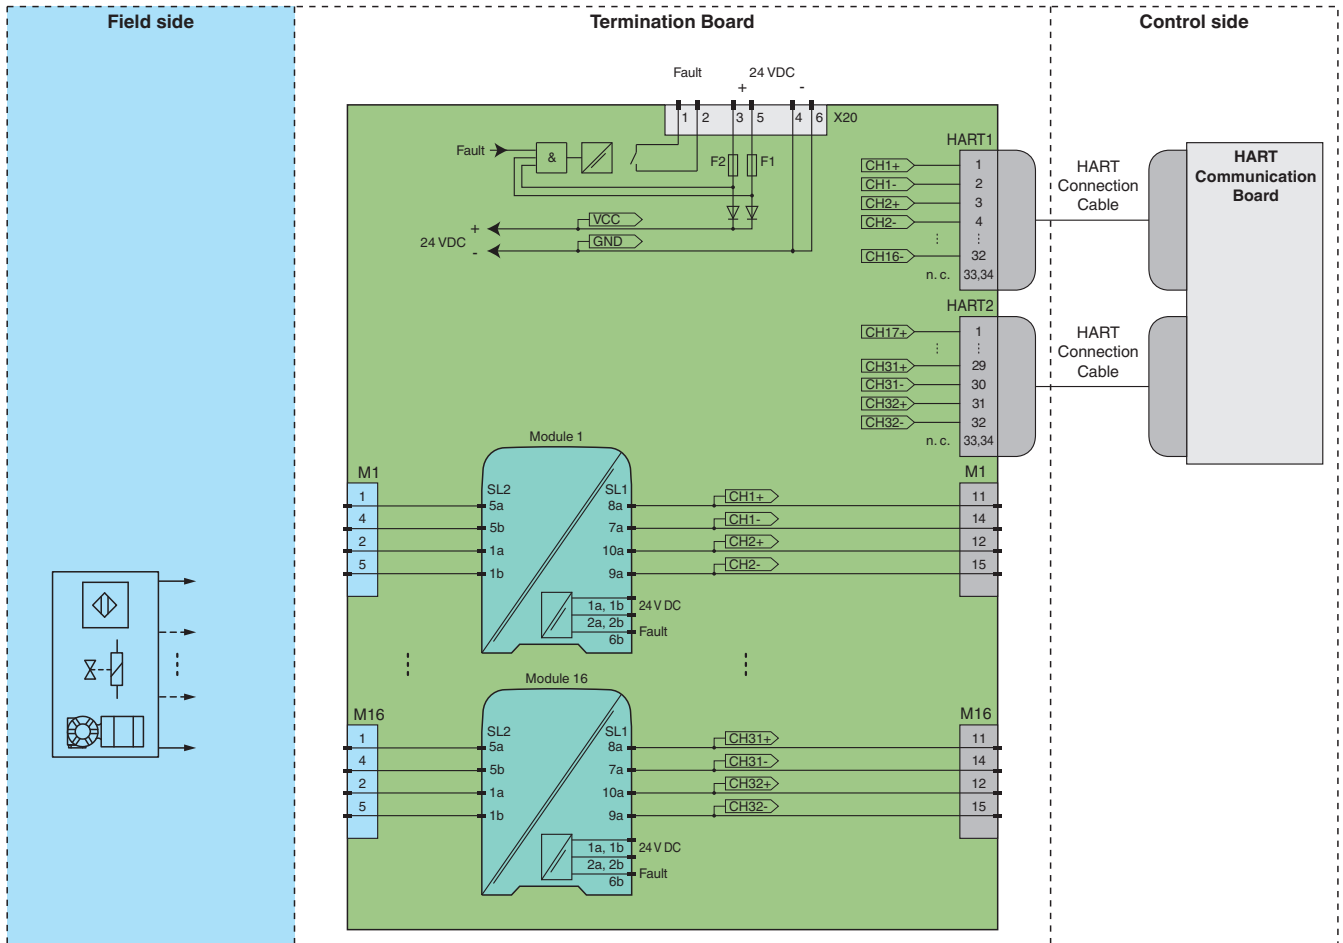 Field side
Termination Board
Control side
Fault
24 VDC
+
-
1
2
3
5
4
6
X20
Fault
&
F2
F1
VCC
GND
+
24 VDC
-
HART1
CH1+
1
CH1-
2
CH2+
3
CH2-
4
CH16-
32
n. c.
33,34
HART
Connection
Cable
HART
Communication
Board
HART2
CH17+
1
CH31+
29
CH31-
30
CH32+
31
CH32-
32
n. c.
33,34
HART
Connection
Cable
Module 1
M1
1
4
2
5
SL2
5a
5b
1a
1b
SL1
8a
7a
10a
9a
1a, 1b
24 V DC
2a, 2b
Fault
6b
CH1+
CH1-
CH2+
CH2-
M1
11
14
12
15
Module 16
M16
1
4
2
5
SL2
5a
5b
1a
1b
SL1
8a
7a
10a
9a
1a, 1b
24 V DC
2a, 2b
Fault
6b
CH31+
CH31-
CH32+
CH32-
M16
11
14
12
15